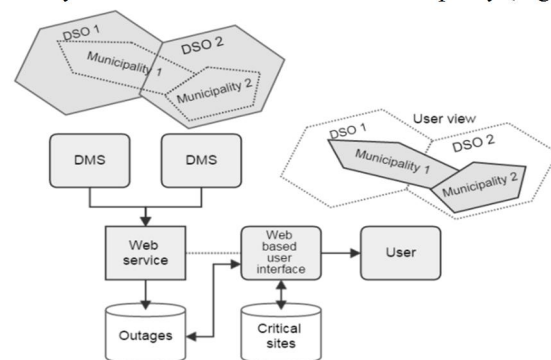 DSO 1
DSO 2
Municipality 1
Municipality 2
User view
DSO 1
DSO 2
Municipality 1
Municipality 2
DMS
DMS
Web
service
Web
based
user
interface
User
Outages
Critical
sites